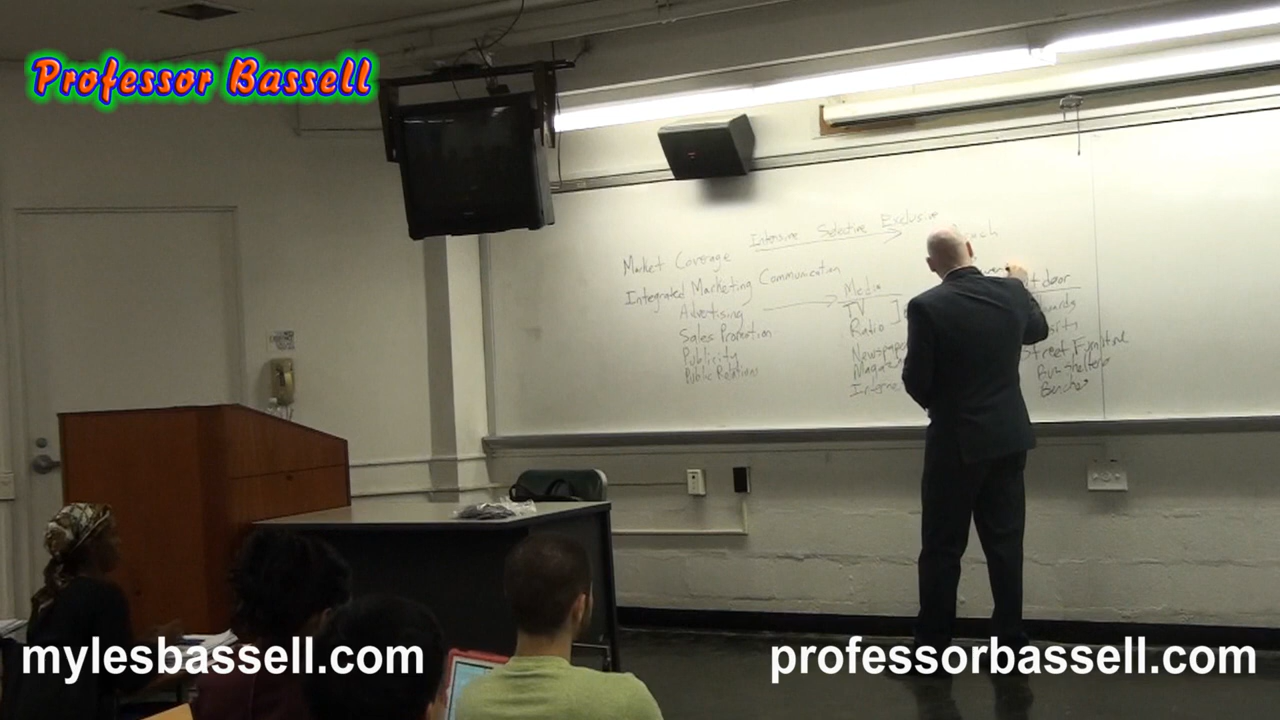 Professor Bassell
Intensive Selective Exclusive
Market Coverage
Integrated Marketing Communication
Advertising
Sales Promotion
Publicity
Public Relations
Media
TV
Radio
Street Furniture
Bus Shelters
Benches
mylesbassell.com
professorbassell.com